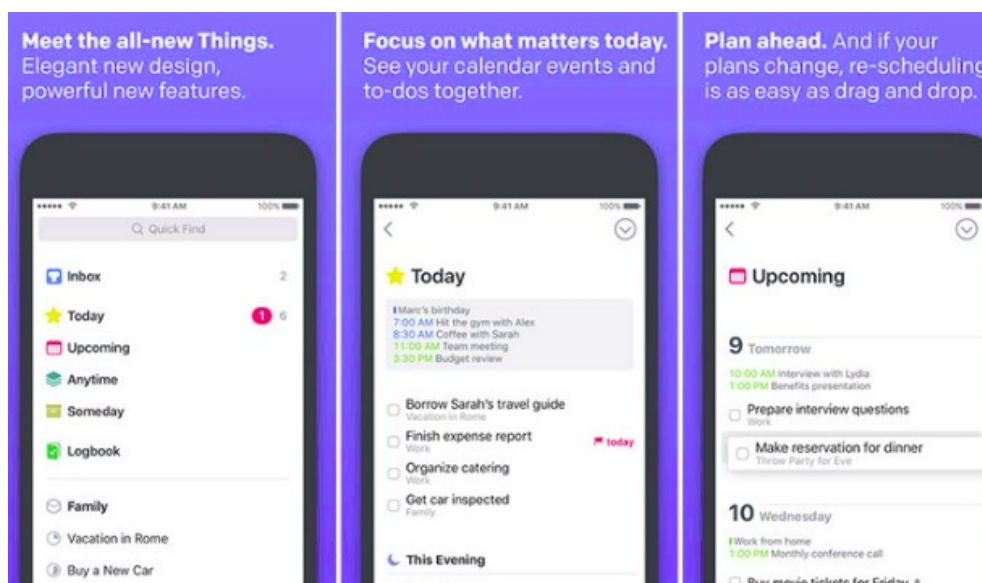 Meet the all-new Things.
Elegant new design,
powerful new features.
9:41 AM
100%
Quick Find
Inbox
2
Today
1
6
Upcoming
Anytime
Someday
Logbook
Family
Vacation in Rome
Buy a New Car
Focus on what matters today.
See your calendar events and
to-dos together.
9:41 AM
100%
Today
Marc's birthday
7:00 AM Hit the gym with Alex
8:30 AM Coffee with Sarah
11:00 AM Team meeting
3:30 PM Budget review
Borrow Sarah's travel guide
Vacation in Rome
Finish expense report
today
Work
Organize catering
Work
Get car inspected
Family
This Evening
Plan ahead. And if your
plans change, re-scheduling
is as easy as drag and drop.
9:41 AM
100%
Upcoming
9 Tomorrow
10:00 AM Interview with Lydia
1:00 PM Benefits presentation
Prepare interview questions
Work
Make reservation for dinner
Throw Party for Eve
10 Wednesday
Work from home
1:00 PM Monthly conference call
Buy movie tickets for Friday